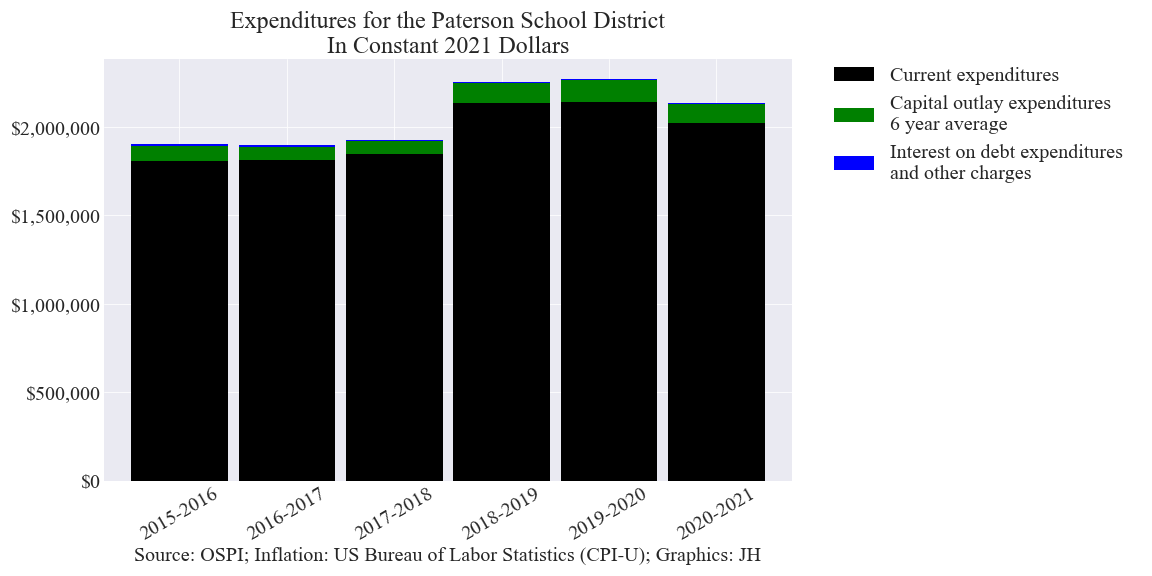 Expenditures for the Paterson School District
In Constant 2021 Dollars
Current expenditures
Capital outlay expenditures
6 year average
Interest on debt expenditures
and other charges
$2,000,000
$1,500,000
$1,000,000
$500,000
$0
2015-2016
2016-2017
2017-2018
2018-2019
2019-2020
2020-2021
Source: OSPI; Inflation: US Bureau of Labor Statistics (CPI-U); Graphics: JH